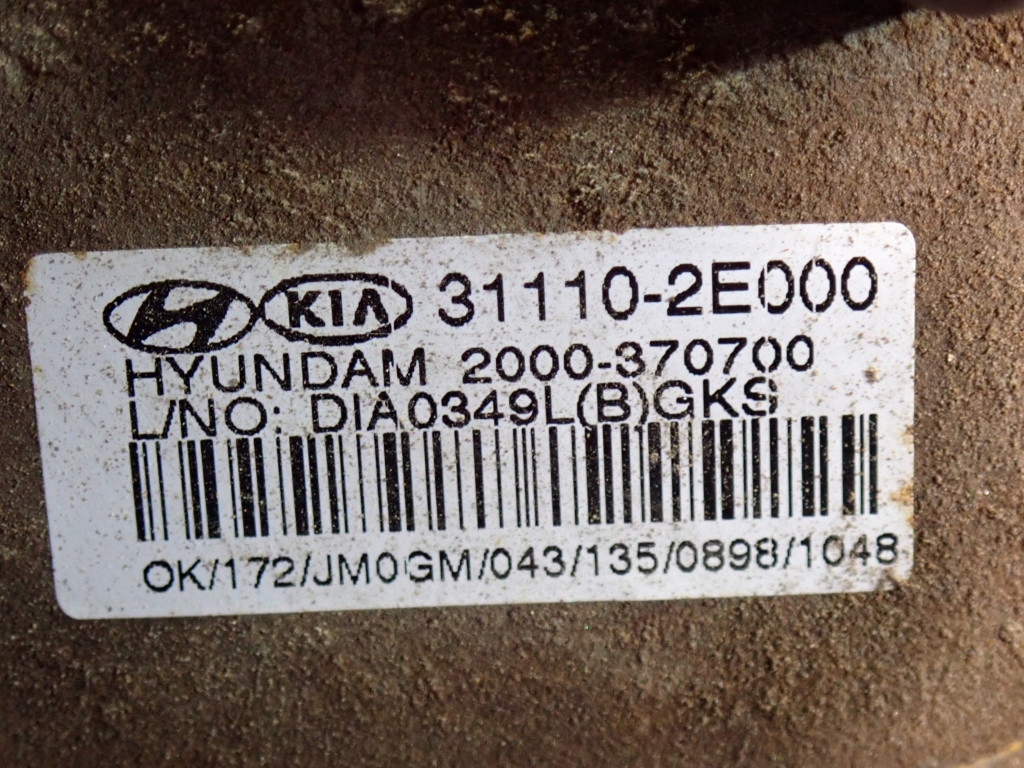 KIA 31110-2E000
HYUNDAM 2000-370700
L/NO: DIA0349L(B)GKS
OK/172/JM0GM/043/135/0898/1048